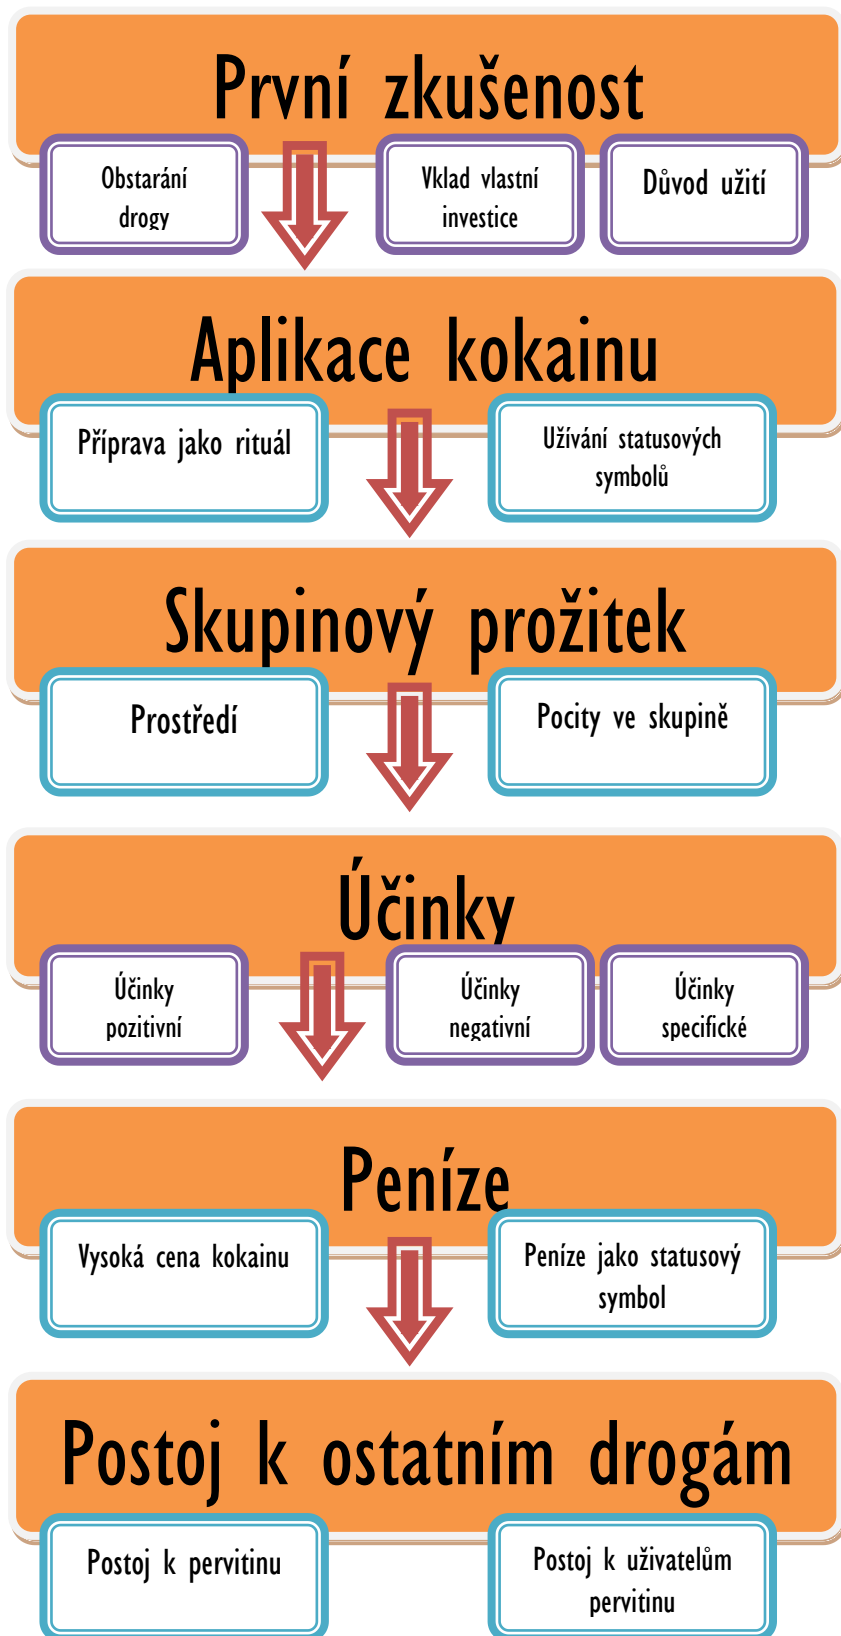 První zkušenost
Obstarání
drogy
Vklad vlastní
investice
Důvod užití
Aplikace kokainu
Příprava jako rituál
Užívání statusových
symbolů
Skupinový prožitek
Prostředí
Pocity ve skupině
Účinky
Účinky
pozitivní
Účinky
negativní
Účinky
specifické
Peníze
Vysoká cena kokainu
Peníze jako statusový
symbol
Postoj k ostatním drogám
Postoj k pervitinu
Postoj k uživatelům
pervitinu